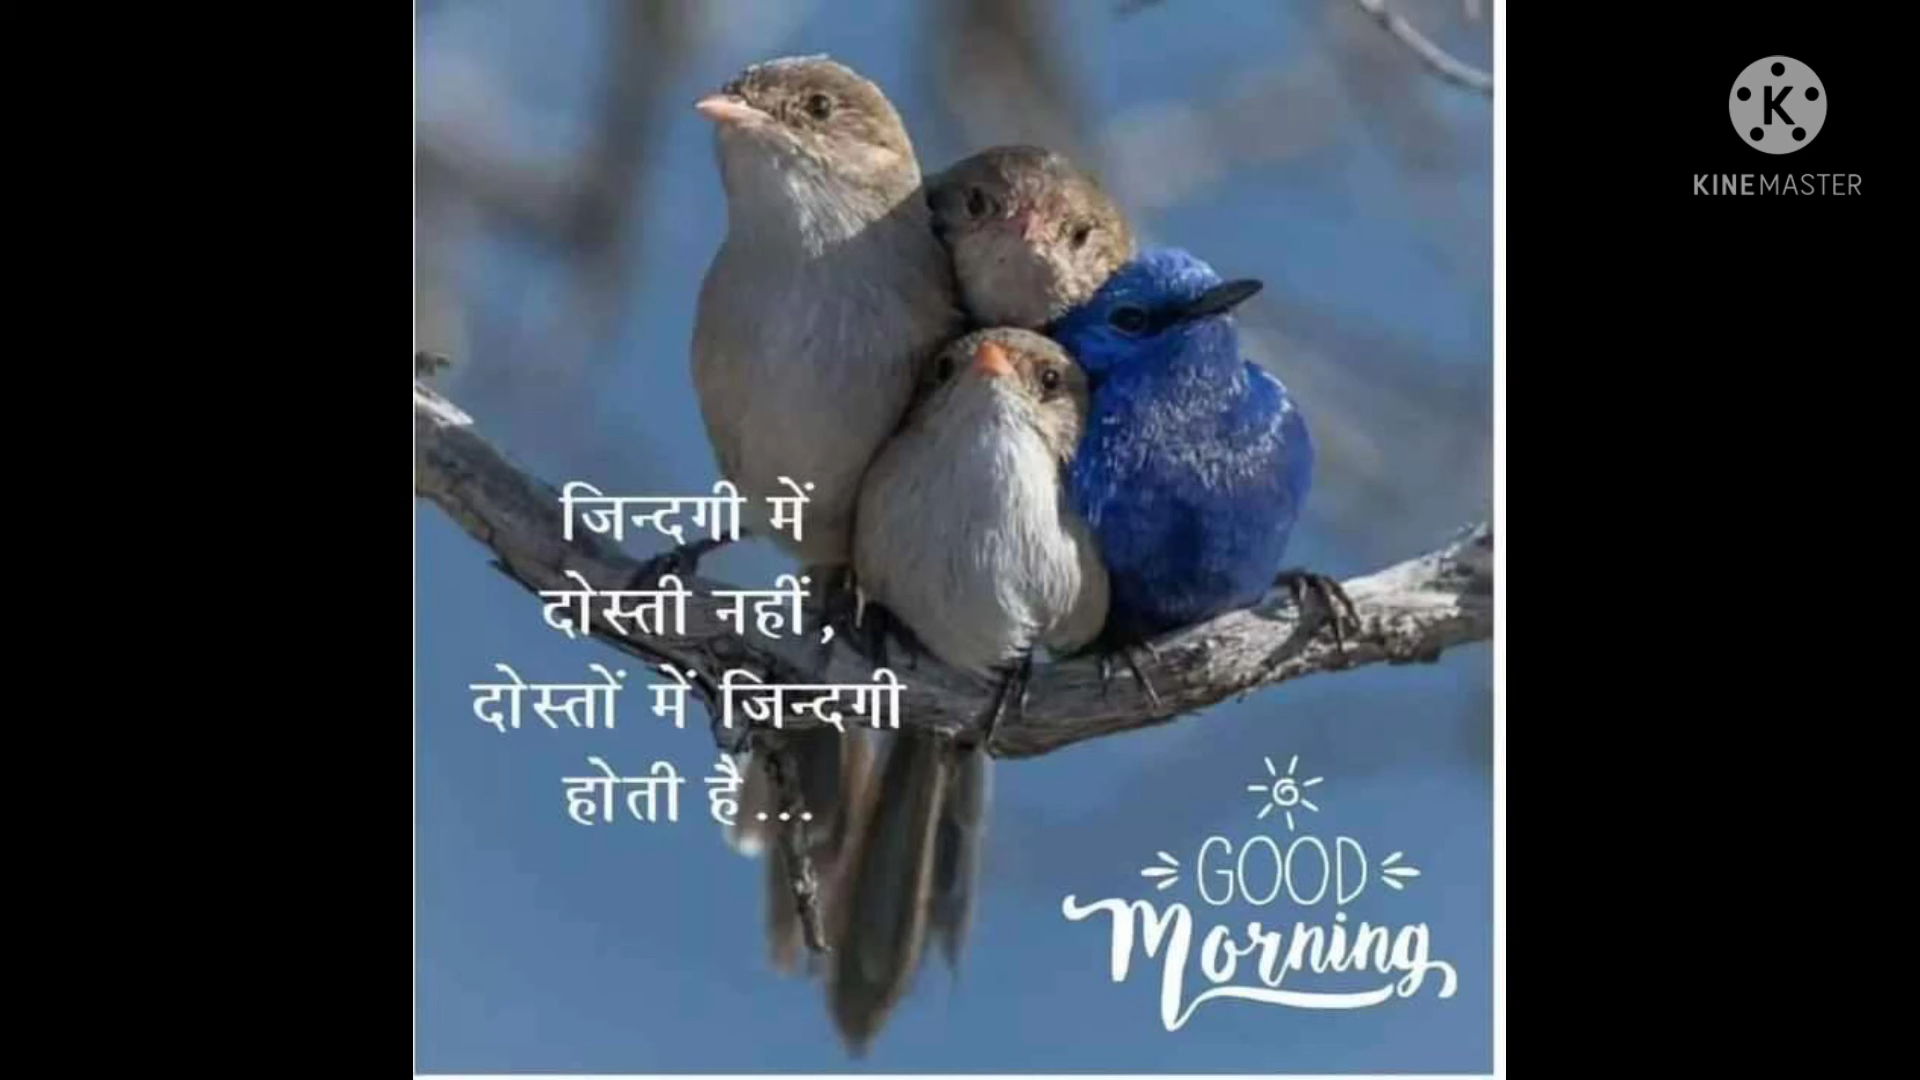 जिन्दगी में
दोस्ती नहीं,
दोस्तों में जिन्दगी
होती है...
GOOD
Morning
K
KINEMASTER